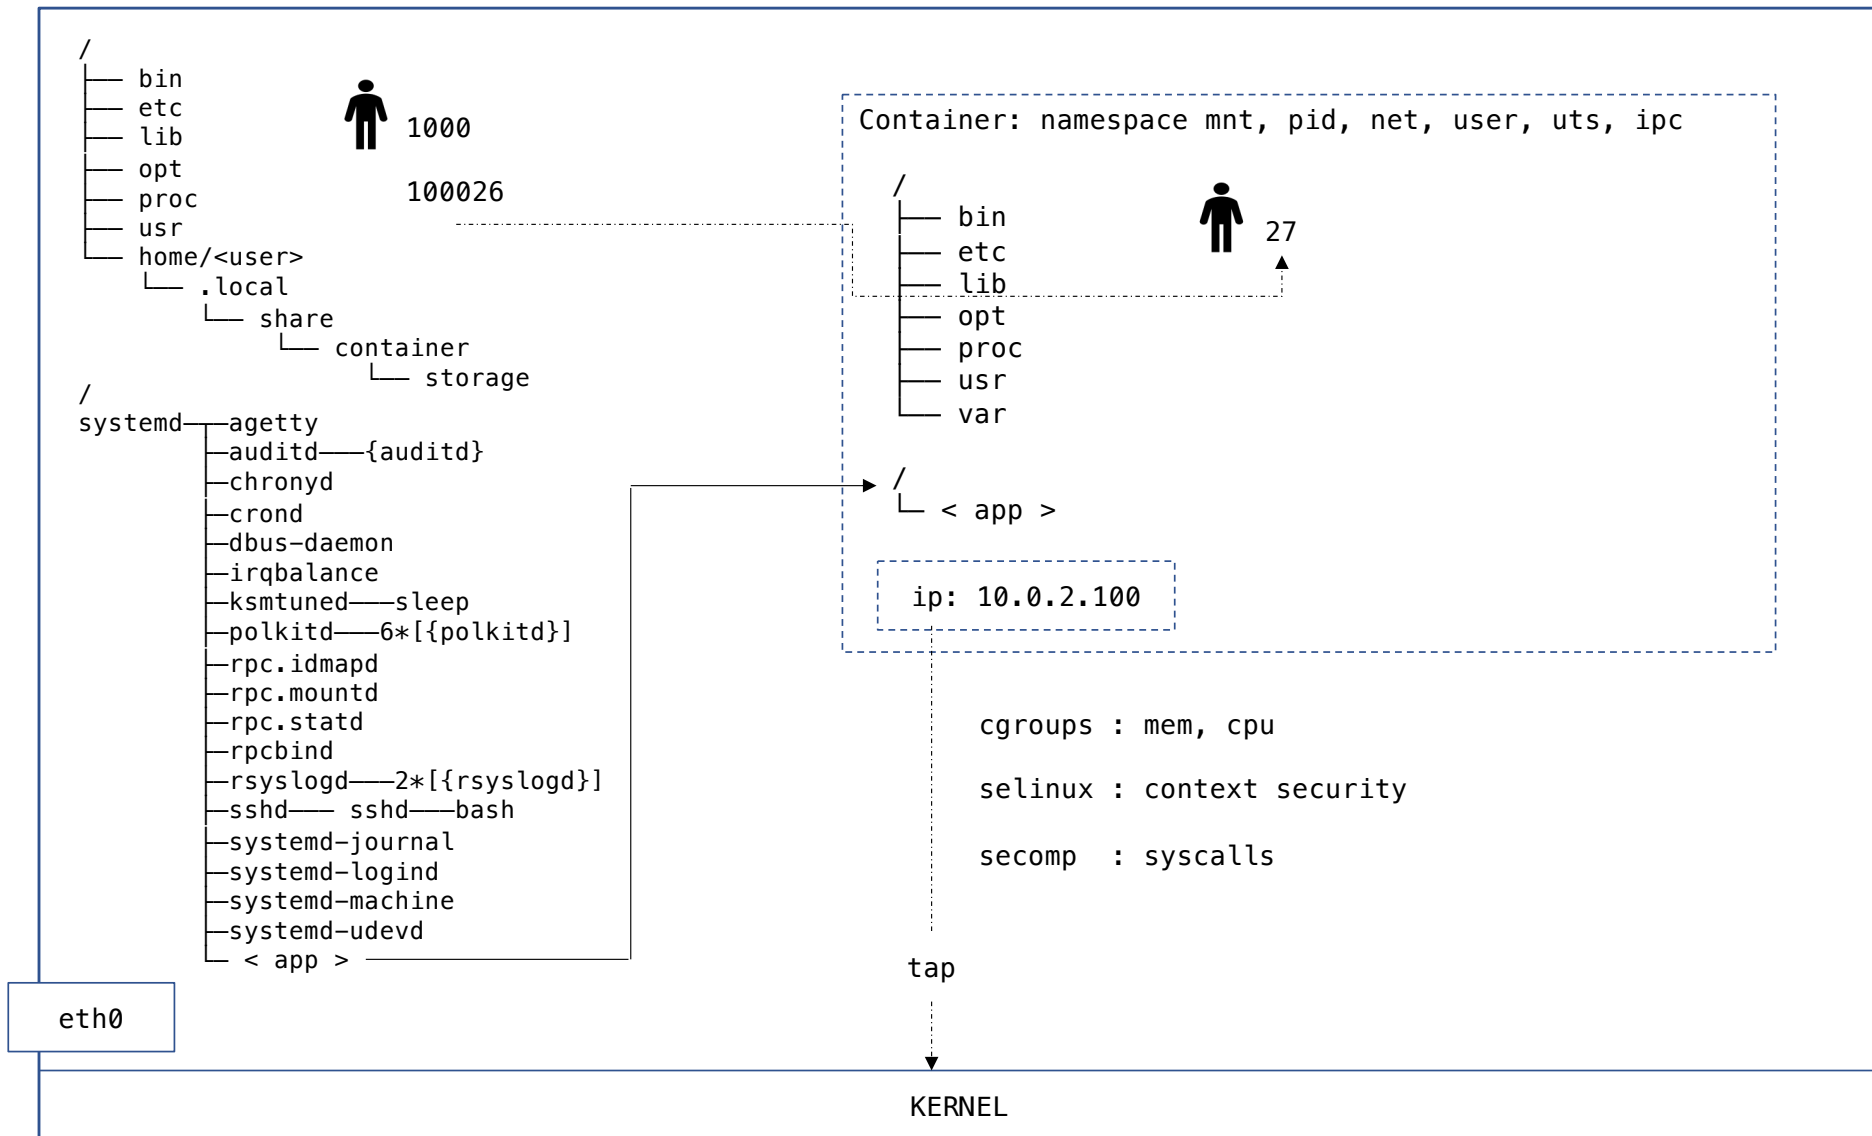 /
├── bin
├── etc
├── lib
├── opt
├── proc
├── usr
└── home/<user>
└── .local
└── share
└── container
└── storage
1000
100026
/
systemd─┬─agetty
├─auditd───{auditd}
├─chronyd
├─crond
├─dbus-daemon
├─irqbalance
├─ksmtuned───sleep
├─polkitd───6*[{polkitd}]
├─rpc.idmapd
├─rpc.mountd
├─rpc.statd
├─rpcbind
├─rsyslogd───2*[{rsyslogd}]
├─sshd─── sshd───bash
├─systemd-journal
├─systemd-logind
├─systemd-machine
├─systemd-udevd
└─ < app >
eth0
Container: namespace mnt, pid, net, user, uts, ipc
/
├── bin
├── etc
├── lib
├── opt
├── proc
├── usr
└── var
27
/
└─ < app >
ip: 10.0.2.100
cgroups : mem, cpu
selinux : context security
secomp : syscalls
tap
KERNEL